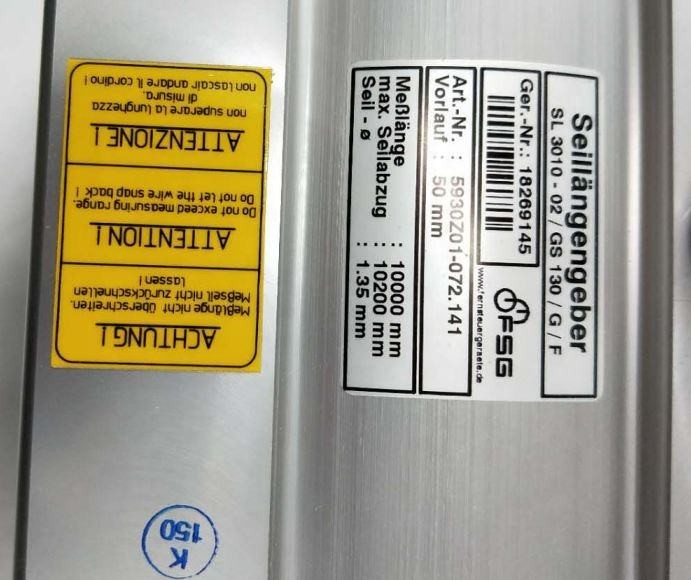 Seillängengeber
SL 3010 - 02 / GS 130 / G / F
Ger.-Nr.: 18269145
FSG
www.fernsteuergeraete.de
Art.-Nr. : 5930Z01-072.141
Vorlauf : 50 mm
Meßlänge : 10000 mm
max. Seilabzug : 10200 mm
Seil - ø : 1.35 mm
ACHTUNG !
Meßlänge nicht überschreiten.
Meßseil nicht zurückschnellen
lassen !
ATTENTION !
Do not exceed measuring range.
Do not let the wire snap back !
ATTENZIONE !
non superare la lunghezza
di misura.
non lascair andare il cordino !
K
150